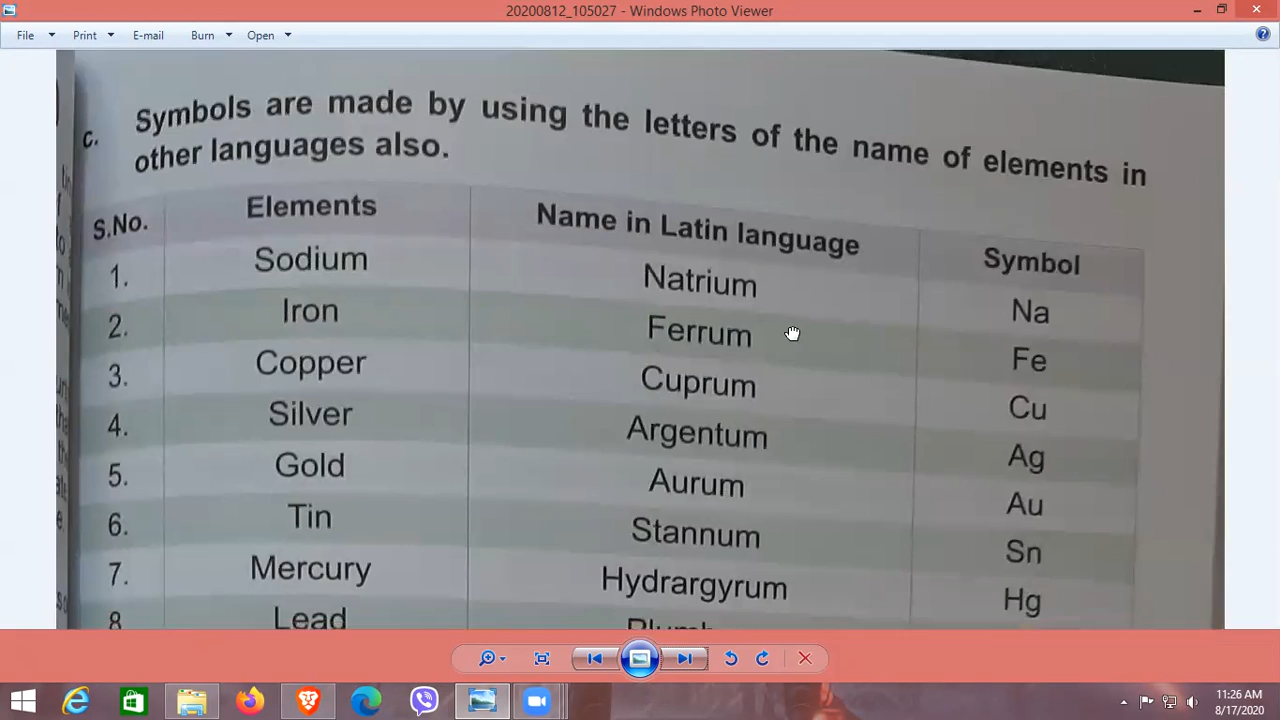 20200812_105027 - Windows Photo Viewer
File Print E-mail Burn Open
c. Symbols are made by using the letters of the name of elements in
other languages also.
S.No. Elements Name in Latin language Symbol
1. Sodium Natrium Na
2. Iron Ferrum Fe
3. Copper Cuprum Cu
4. Silver Argentum Ag
5. Gold Aurum Au
6. Tin Stannum Sn
7. Mercury Hydrargyrum Hg
8 Lead
11:26 AM
8/17/2020